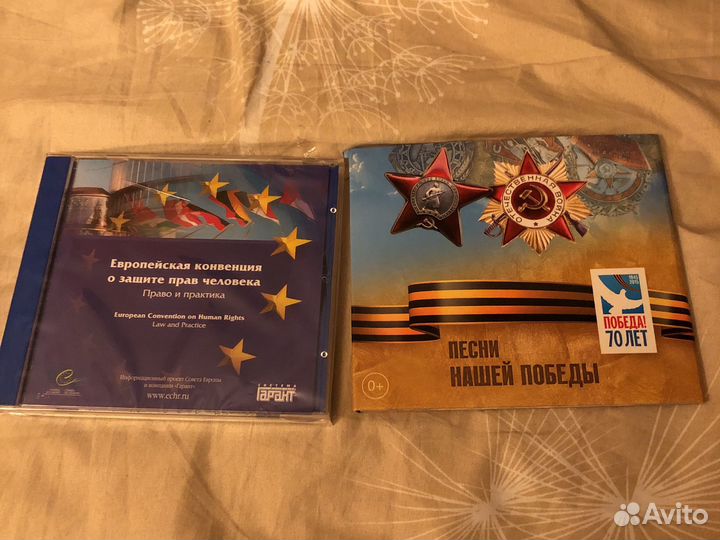 Европейская конвенция
о защите прав человека
Право и практика
European Convention on Human Rights
Law and Practice
Информационный проект Совета Европы
и компании «Гарант»
www.echr.ru
СИСТЕМА
ГАРАНТ
ОТЕЧЕСТВЕННАЯ ВОЙНА
1945
2015
ПОБЕДА!
70 ЛЕТ
ПЕСНИ
НАШЕЙ ПОБЕДЫ
0+
Avito